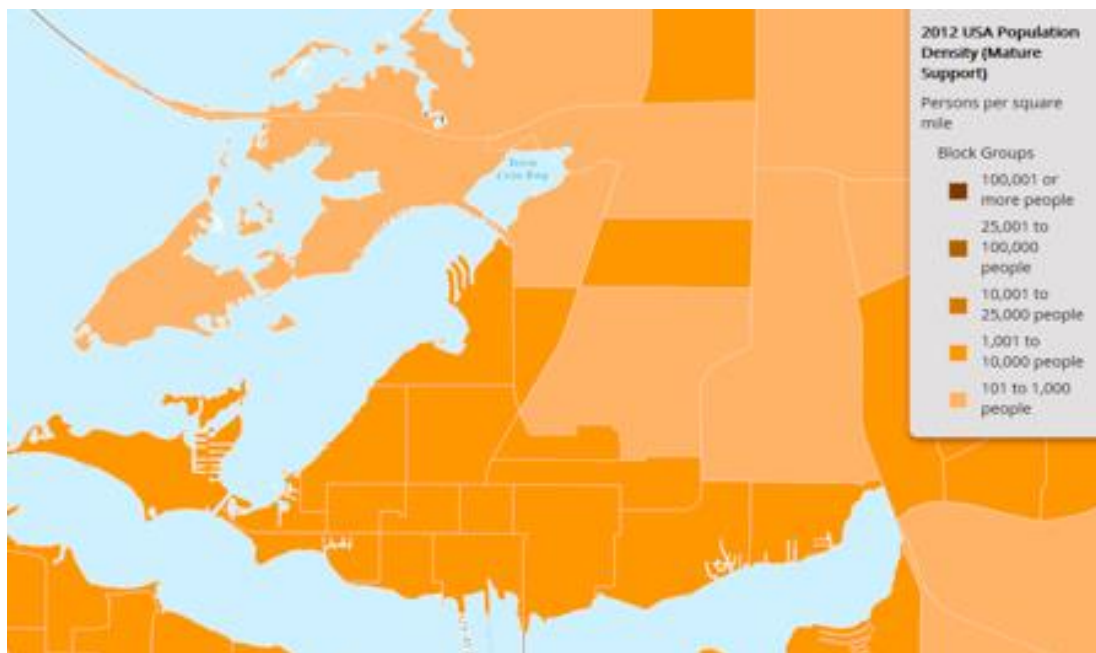 2012 USA Population
Density (Mature
Support)
Persons per square
mile
Block Groups
100,001 or
more people
25,001 to
100,000
people
10,001 to
25,000 people
1,001 to
10,000 people
101 to 1,000
people